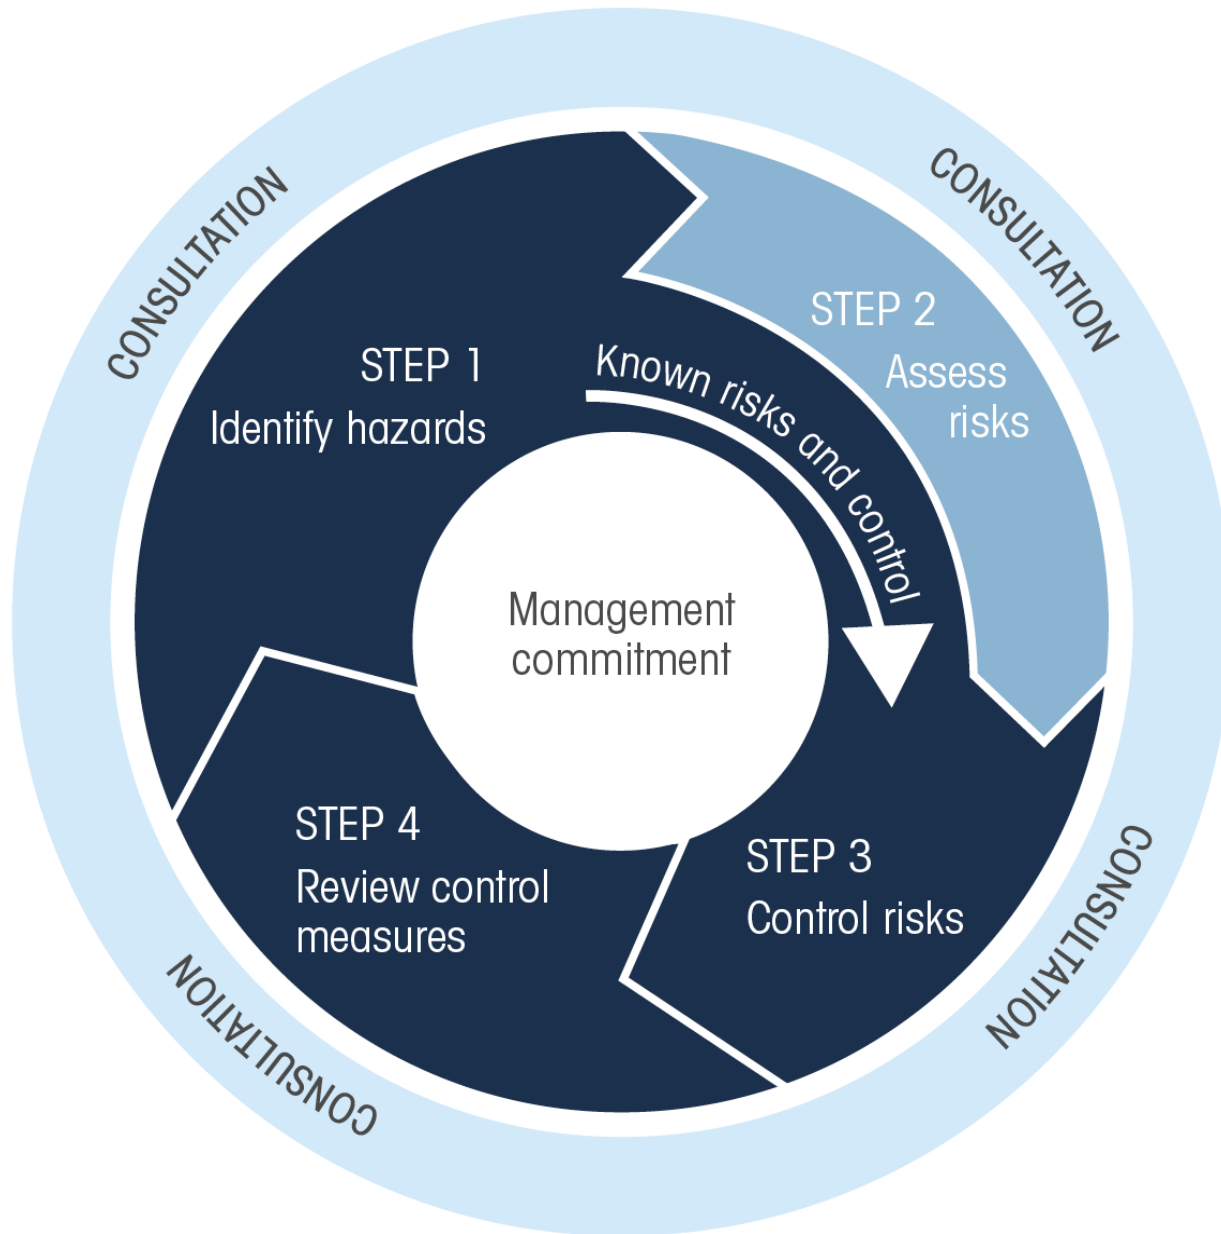 CONSULTATION
CONSULTATION
STEP 1
Identify hazards
STEP 2
Assess
risks
Known risks and control
Management
commitment
STEP 3
Control risks
STEP 4
Review control
measures
CONSULTATION
CONSULTATION